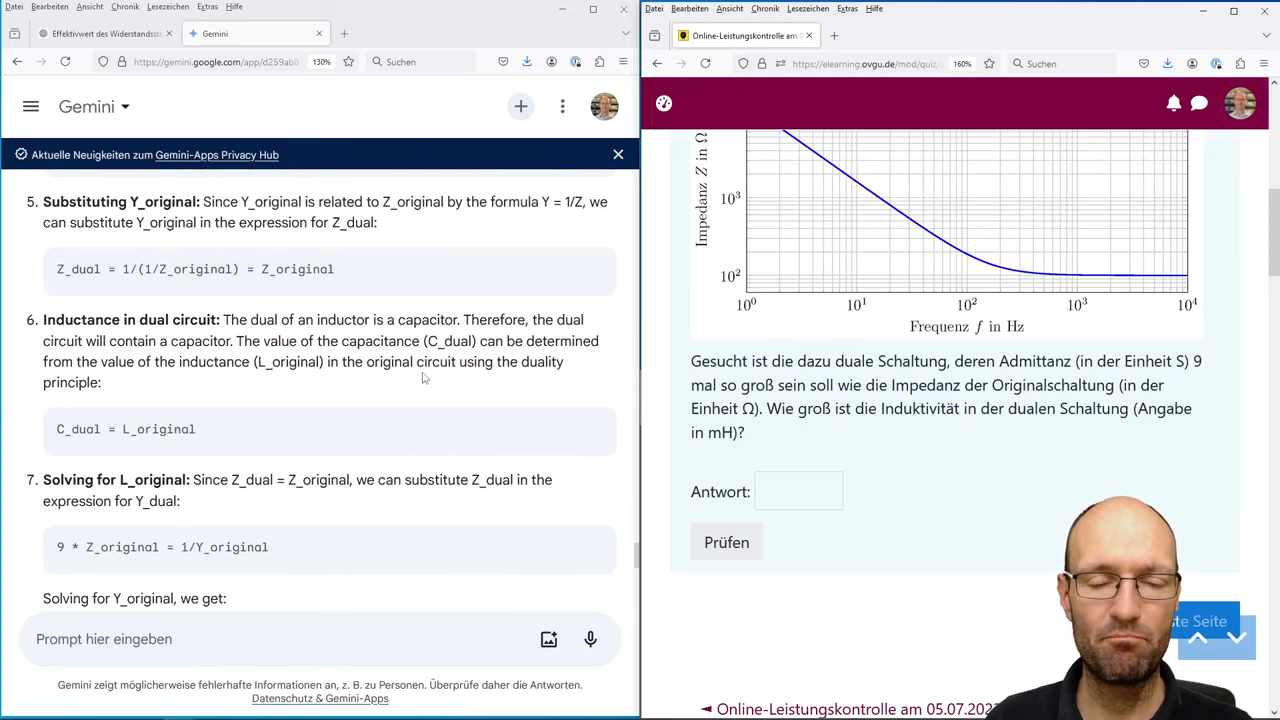 Datei Bearbeiten Ansicht Chronik Lesezeichen Extras Hilfe
Effektivwert des Widerstandsst
Gemini
https://gemini.google.com/app/d259ab8
130%
Suchen
Gemini
Aktuelle Neuigkeiten zum Gemini-Apps Privacy Hub
5. Substituting Y_original: Since Y_original is related to Z_original by the formula Y = 1/Z, we
can substitute Y_original in the expression for Z_dual:
Z_dual = 1/(1/Z_original) = Z_original
6. Inductance in dual circuit: The dual of an inductor is a capacitor. Therefore, the dual
circuit will contain a capacitor. The value of the capacitance (C_dual) can be determined
from the value of the inductance (L_original) in the original circuit using the duality
principle:
C_dual = L_original
7. Solving for L_original: Since Z_dual = Z_original, we can substitute Z_dual in the
expression for Y_dual:
9 * Z_original = 1/Y_original
Solving for Y_original, we get:
Prompt hier eingeben
Gemini zeigt möglicherweise fehlerhafte Informationen an, z. B. zu Personen. Überprüfe daher die Antworten.
Datenschutz & Gemini-Apps
Datei Bearbeiten Ansicht Chronik Lesezeichen Extras Hilfe
Online-Leistungskontrolle am
https://elearning.ovgu.de/mod/quiz/
160%
Suchen
Impedanz Z in Ω
10³
10²
10⁰ 10¹ 10² 10³ 10⁴
Frequenz f in Hz
Gesucht ist die dazu duale Schaltung, deren Admittanz (in der Einheit S) 9
mal so groß sein soll wie die Impedanz der Originalschaltung (in der
Einheit Ω). Wie groß ist die Induktivität in der dualen Schaltung (Angabe
in mH)?
Antwort:
Prüfen
ste Seite
◄ Online-Leistungskontrolle am 05.07.202